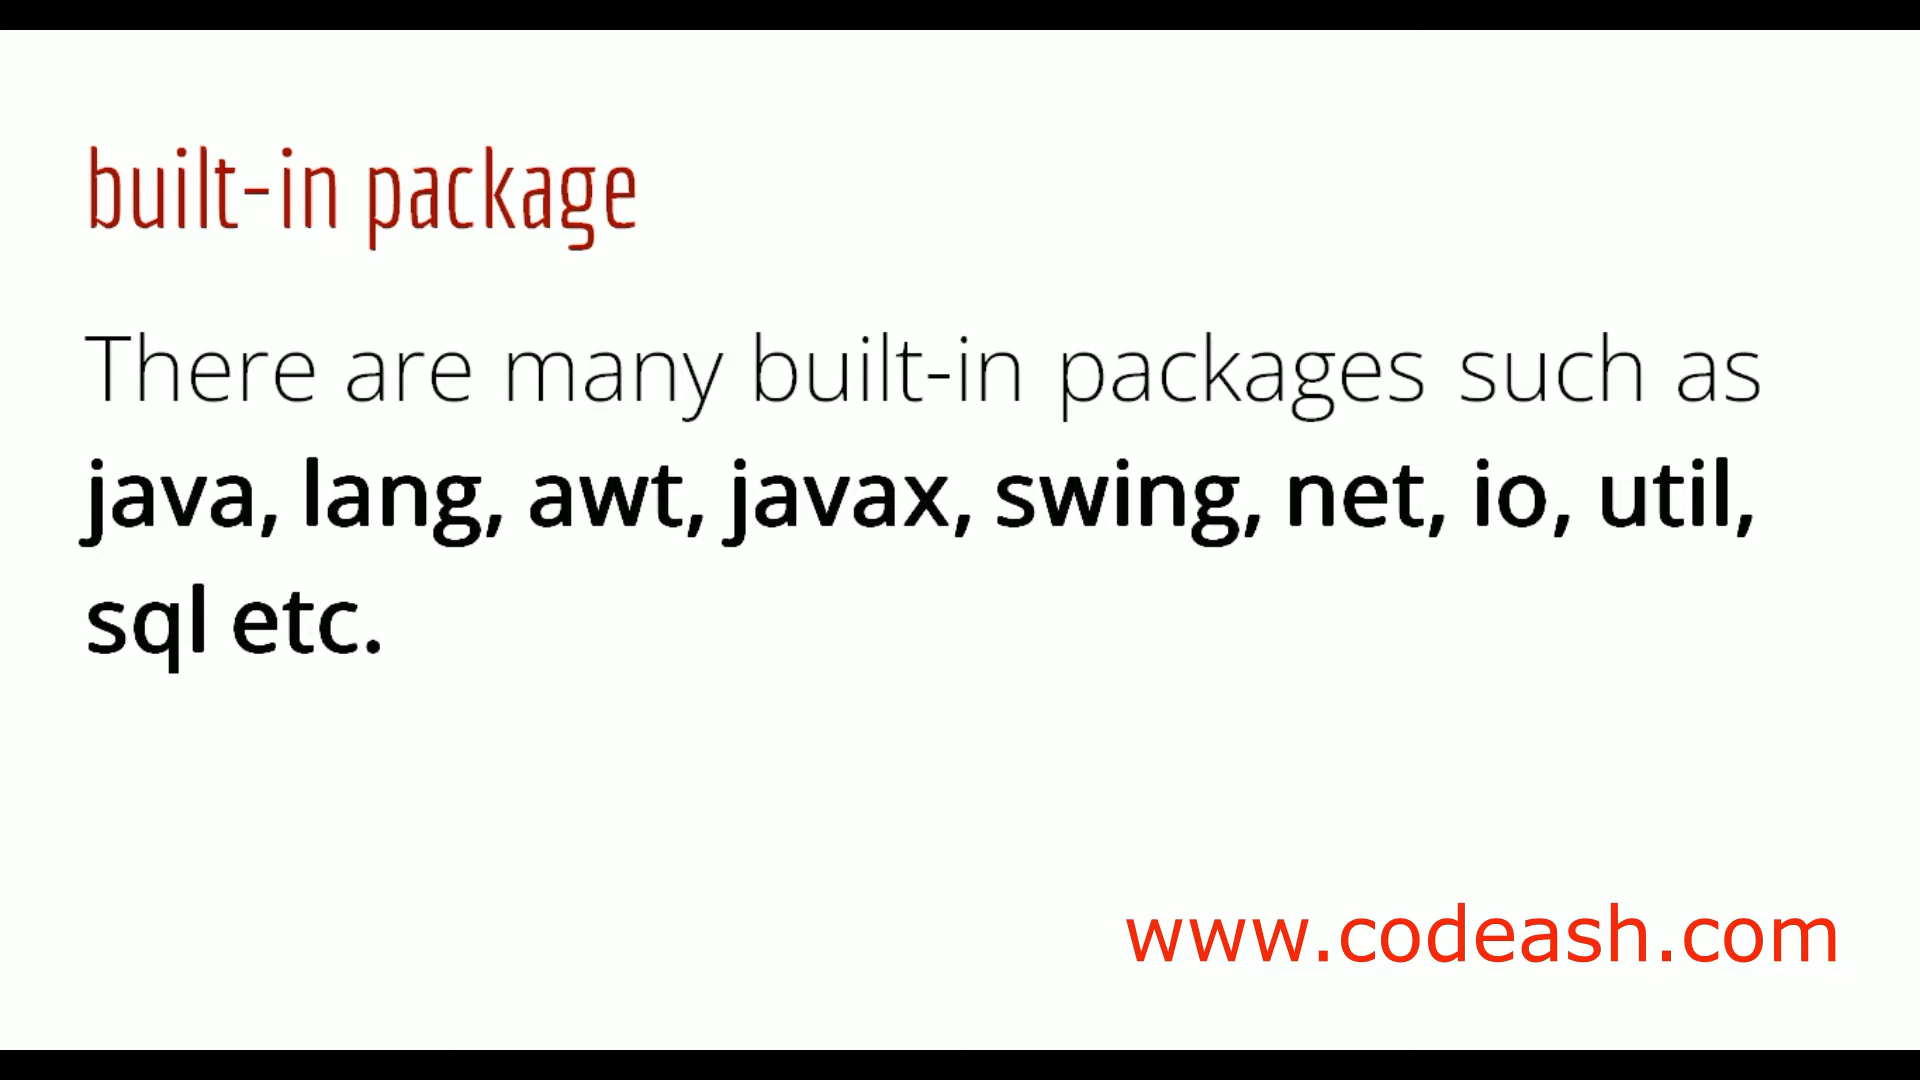 built-in package
There are many built-in packages such as
java, lang, awt, javax, swing, net, io, util,
sql etc.
www.codeash.com